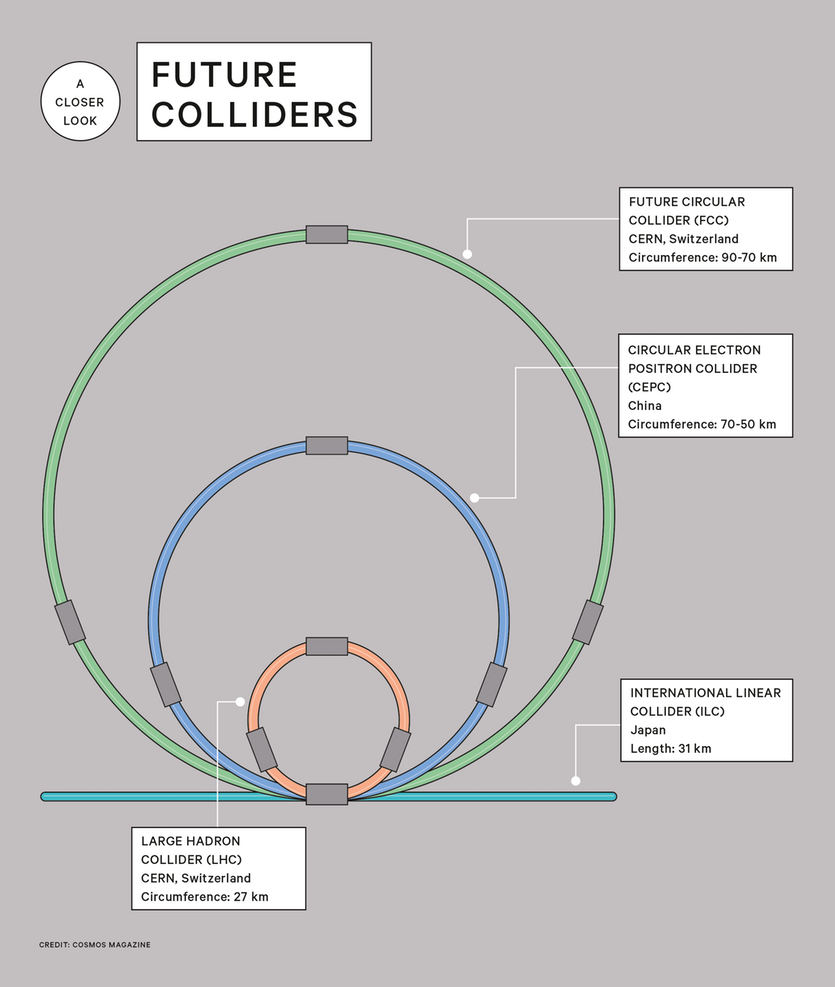 A
CLOSER
LOOK
FUTURE
COLLIDERS
FUTURE CIRCULAR
COLLIDER (FCC)
CERN, Switzerland
Circumference: 90-70 km
CIRCULAR ELECTRON
POSITRON COLLIDER
(CEPC)
China
Circumference: 70-50 km
INTERNATIONAL LINEAR
COLLIDER (ILC)
Japan
Length: 31 km
LARGE HADRON
COLLIDER (LHC)
CERN, Switzerland
Circumference: 27 km
CREDIT: COSMOS MAGAZINE